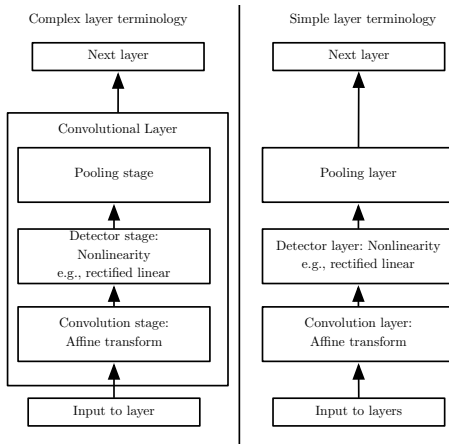 Complex layer terminology
Next layer
Convolutional Layer
Pooling stage
Detector stage:
Nonlinearity
e.g., rectified linear
Convolution stage:
Affine transform
Input to layer
Simple layer terminology
Next layer
Pooling layer
Detector layer: Nonlinearity
e.g., rectified linear
Convolution layer:
Affine transform
Input to layers